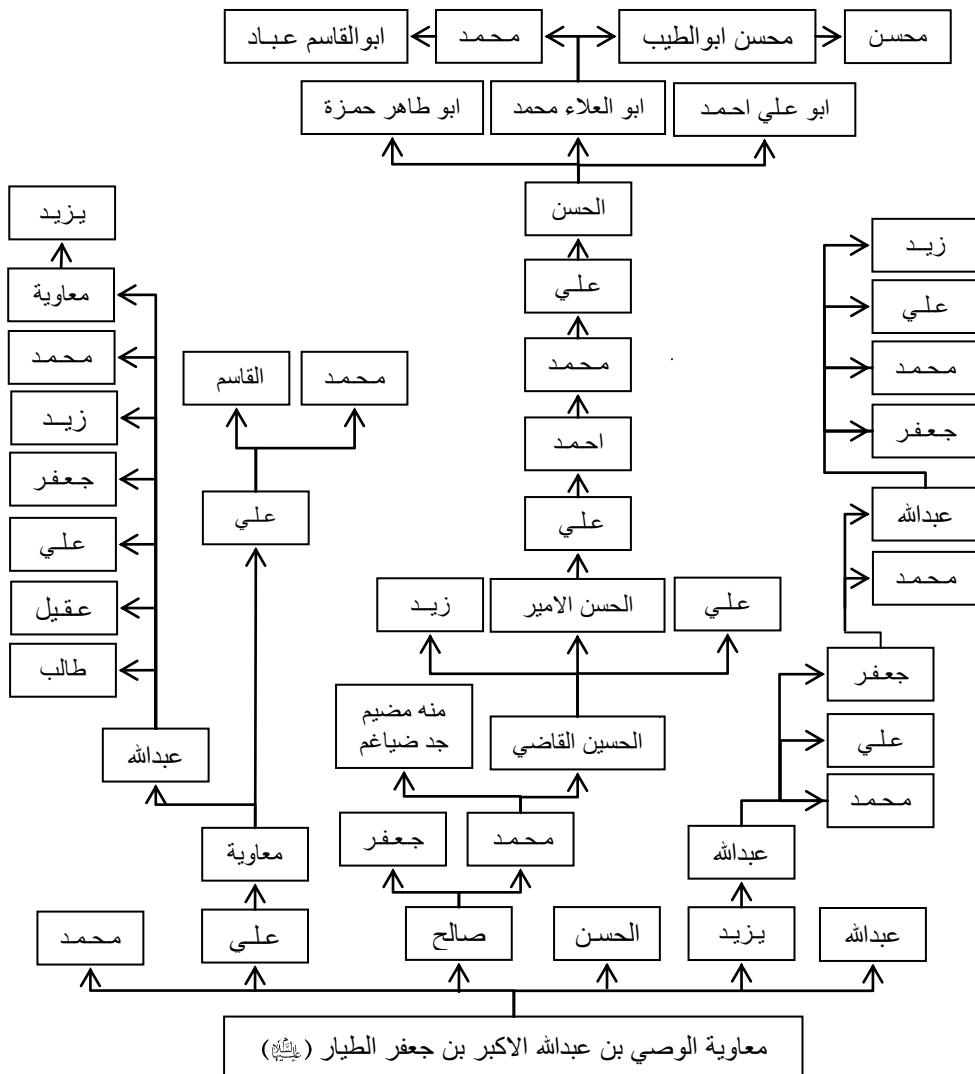 محسن
محسن ابوالطيب
محمد
ابوالقاسم عباد
ابو علي احمد
ابو العلاء محمد
ابو طاهر حمزة
الحسن
يزيد
زيد
علي
معاوية
علي
محمد
محمد
محمد
القاسم
محمد
زيد
جعفر
احمد
جعفر
عبدالله
علي
علي
علي
محمد
علي
الحسن الامير
زيد
عقيل
جعفر
طالب
منه مضيم
جد ضياغم
علي
الحسين القاضي
عبدالله
محمد
عبدالله
محمد
جعفر
معاوية
عبدالله
يزيد
الحسن
صالح
علي
محمد
معاوية الوصي بن عبدالله الاكبر بن جعفر الطيار (عليه السلام)